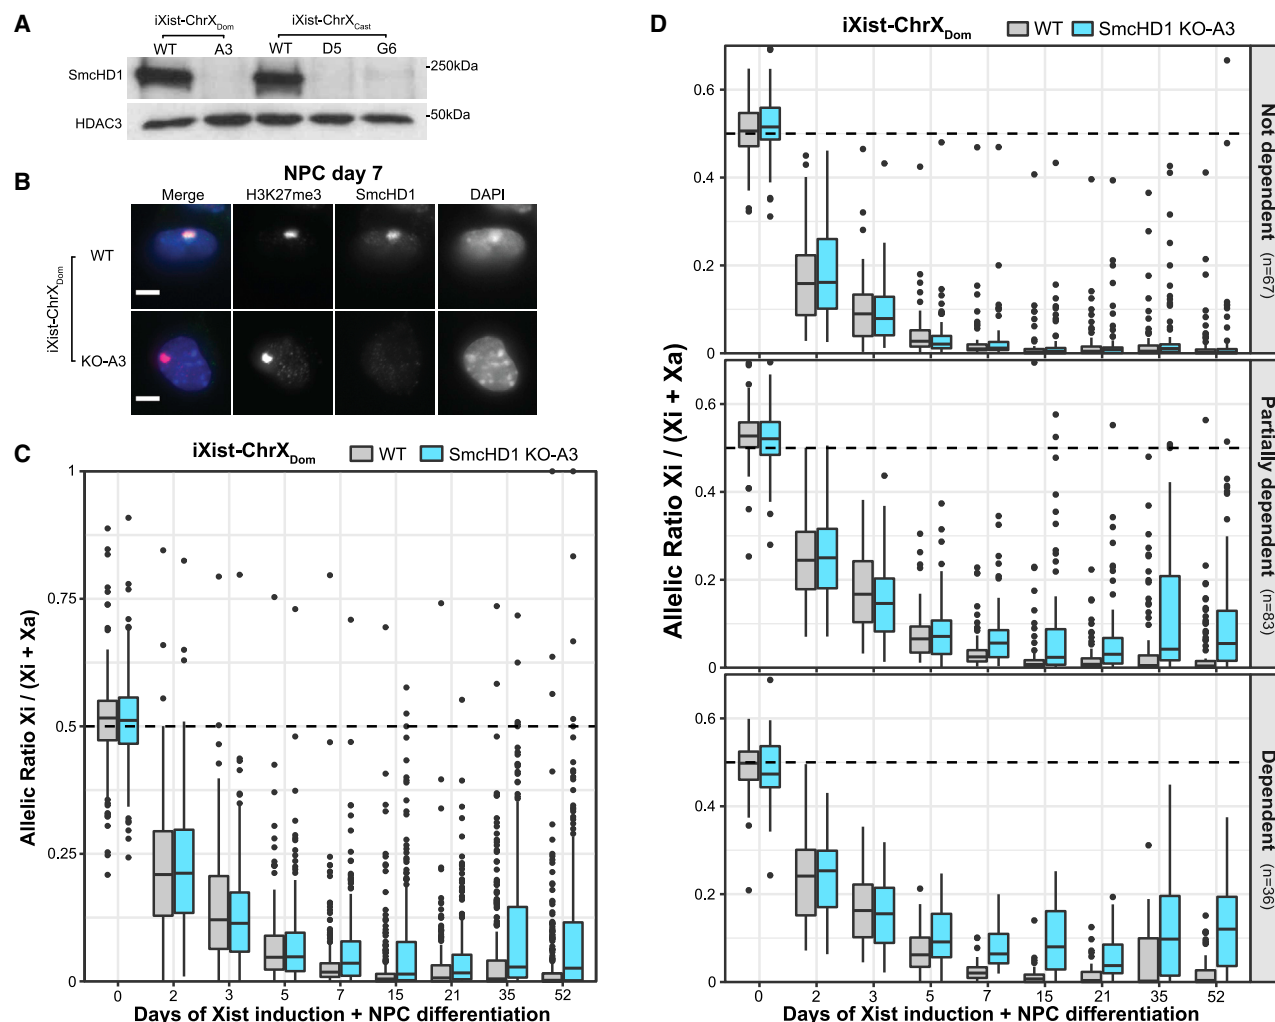 A
iXist-ChrX_Dom iXist-ChrX_Cast
WT A3 WT D5 G6
SmcHD1 -250kDa
HDAC3 -50kDa
B
NPC day 7
Merge H3K27me3 SmcHD1 DAPI
iXist-ChrX_Dom
WT
KO-A3
C
iXist-ChrX_Dom WT SmcHD1 KO-A3
Allelic Ratio Xi / (Xi + Xa)
1
0.75
0.5
0.25
0
0 2 3 5 7 15 21 35 52
Days of Xist induction + NPC differentiation
D
iXist-ChrX_Dom WT SmcHD1 KO-A3
Allelic Ratio Xi / (Xi + Xa)
0.6
0.4
0.2
0
Not dependent (n=67)
0.6
0.4
0.2
0
Partially dependent (n=83)
0.6
0.4
0.2
0
Dependent (n=36)
0 2 3 5 7 15 21 35 52
Days of Xist induction + NPC differentiation